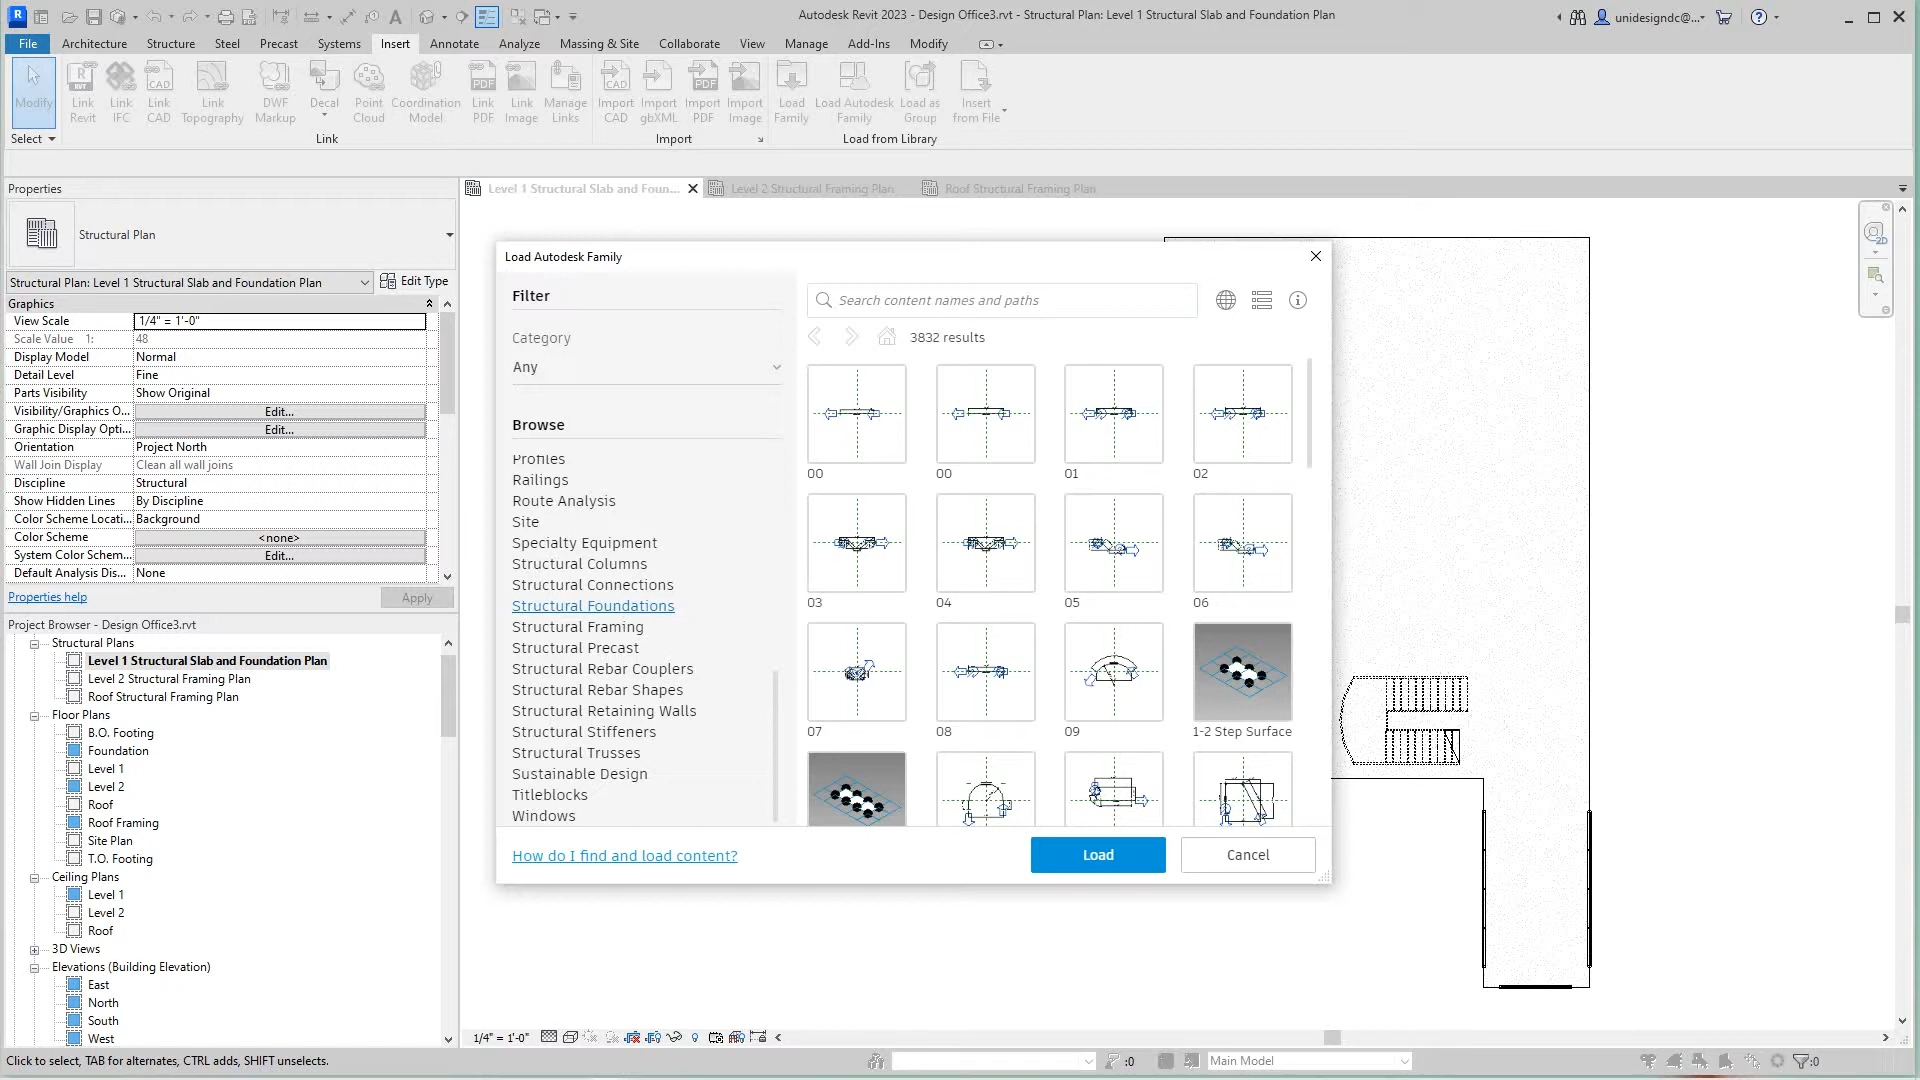 Autodesk Revit 2023 - Design Office3.rvt - Structural Plan: Level 1 Structural Slab and Foundation Plan
unidesigndc@...
File Architecture Structure Steel Precast Systems Insert Annotate Analyze Massing & Site Collaborate View Manage Add-Ins Modify
Modify
Link Revit
Link IFC
Link CAD
Link Topography
DWF Markup
Decal
Point Cloud
Coordination Model
Link PDF
Link Image
Manage Links
Import CAD
Import gbXML
Import PDF
Import Image
Load Family
Load Autodesk Family
Load as Group
Insert from File
Select Link Import Load from Library
Properties
Level 1 Structural Slab and Foun... Level 2 Structural Framing Plan Roof Structural Framing Plan
Structural Plan
Structural Plan: Level 1 Structural Slab and Foundation Plan Edit Type
Graphics
View Scale 1/4" = 1'-0"
Scale Value 1: 48
Display Model Normal
Detail Level Fine
Parts Visibility Show Original
Visibility/Graphics O... Edit...
Graphic Display Opti... Edit...
Orientation Project North
Wall Join Display Clean all wall joins
Discipline Structural
Show Hidden Lines By Discipline
Color Scheme Locati... Background
Color Scheme <none>
System Color Schem... Edit...
Default Analysis Dis... None
Properties help Apply
Project Browser - Design Office3.rvt
Structural Plans
Level 1 Structural Slab and Foundation Plan
Level 2 Structural Framing Plan
Roof Structural Framing Plan
Floor Plans
B.O. Footing
Foundation
Level 1
Level 2
Roof
Roof Framing
Site Plan
T.O. Footing
Ceiling Plans
Level 1
Level 2
Roof
3D Views
Elevations (Building Elevation)
East
North
South
West
Load Autodesk Family
Filter
Category
Any
Browse
Profiles
Railings
Route Analysis
Site
Specialty Equipment
Structural Columns
Structural Connections
Structural Foundations
Structural Framing
Structural Precast
Structural Rebar Couplers
Structural Rebar Shapes
Structural Retaining Walls
Structural Stiffeners
Structural Trusses
Sustainable Design
Titleblocks
Windows
Search content names and paths
3832 results
00 00 01 02
03 04 05 06
07 08 09 1-2 Step Surface
How do I find and load content? Load Cancel
1/4" = 1'-0"
Click to select, TAB for alternates, CTRL adds, SHIFT unselects. :0 Main Model :0